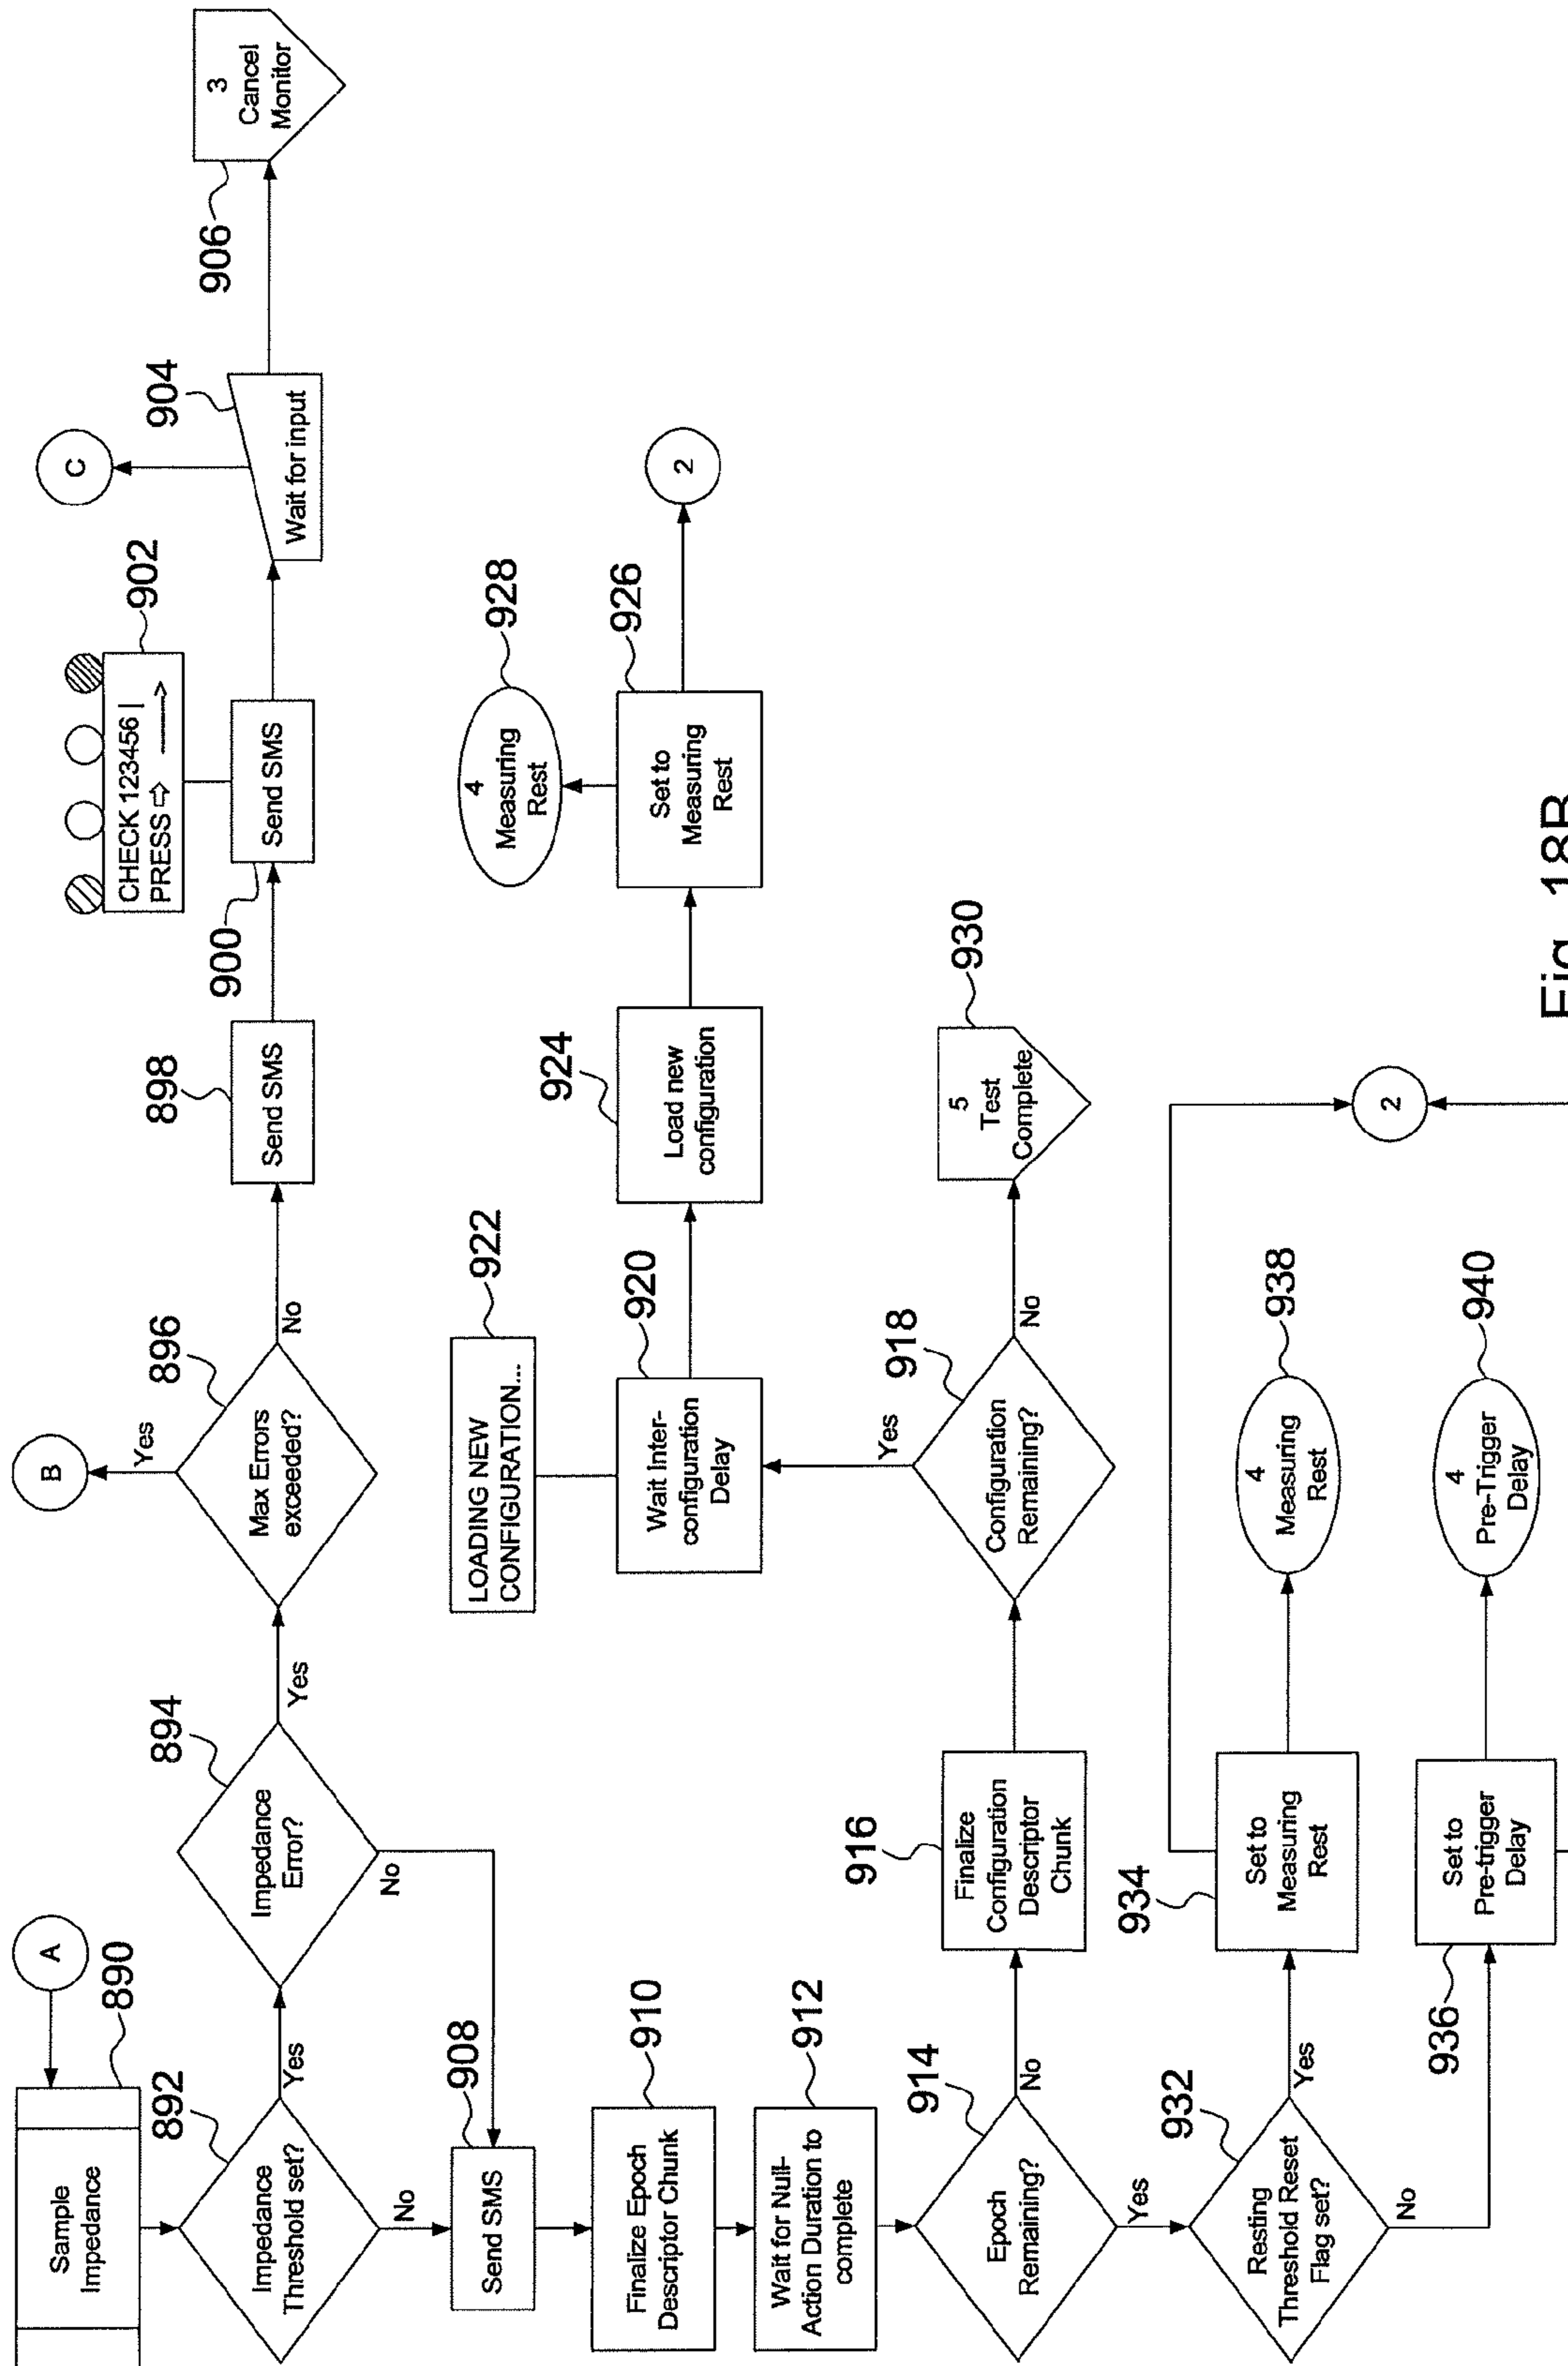 A
Sample
Impedance
890
Impedance
Threshold set?
892
Yes
No
Impedance
Error?
894
Yes
No
B
Yes
Max Errors
exceeded?
896
No
Send SMS
898
Send SMS
900
CHECK 123456 |
PRESS ⇨ →
902
C
Wait for input
904
3
Cancel
Monitor
906
Send SMS
908
Finalize Epoch
Descriptor Chunk
910
Wait for Null-
Action Duration to
complete
912
Epoch
Remaining?
914
No
Yes
Finalize
Configuration
Descriptor
Chunk
916
Configuration
Remaining?
918
Yes
No
Wait Inter-
configuration
Delay
920
LOADING NEW
CONFIGURATION...
922
Load new
configuration
924
Set to
Measuring
Rest
926
4
Measuring
Rest
928
2
5
Test
Complete
930
Resting
Threshold Reset
Flag set?
932
Yes
No
Set to
Measuring
Rest
934
4
Measuring
Rest
938
2
Set to
Pre-trigger
Delay
936
4
Pre-Trigger
Delay
940
Fig. 18B